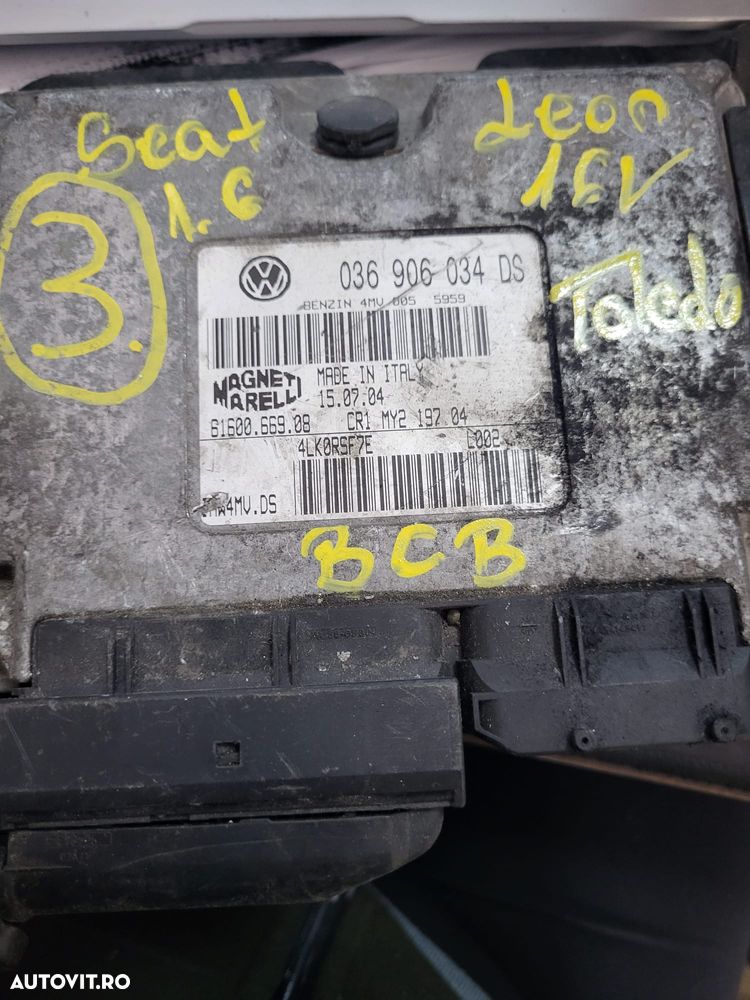 Seat
1.6
Leon
16V
Toledo
3.
036 906 034 DS
BENZIN 4MV 005 5959
MAGNETI
MARELLI
MADE IN ITALY
15.07.04
61600.669.08 CR1 MY2 197 04
4LK0RSF7E L002
4MV.DS
BCB
AUTOVIT.RO